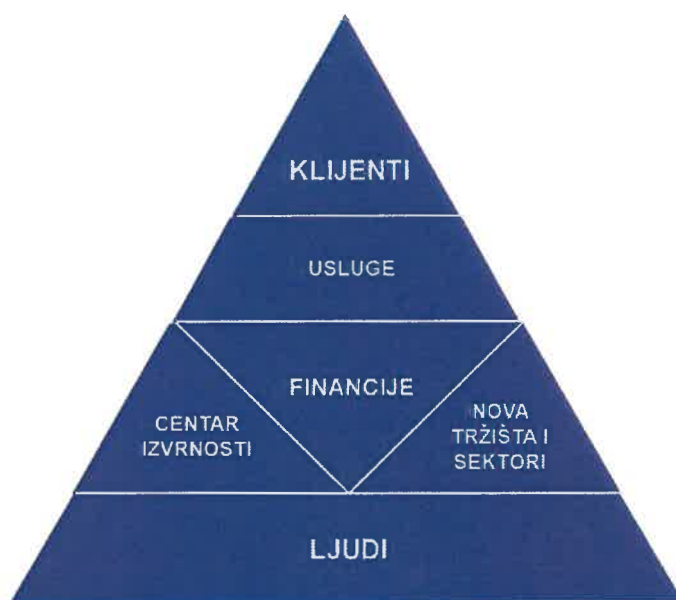 KLIJENTI
USLUGE
FINANCIJE
CENTAR
IZVRNOSTI
NOVA
TRŽIŠTA I
SEKTORI
LJUDI